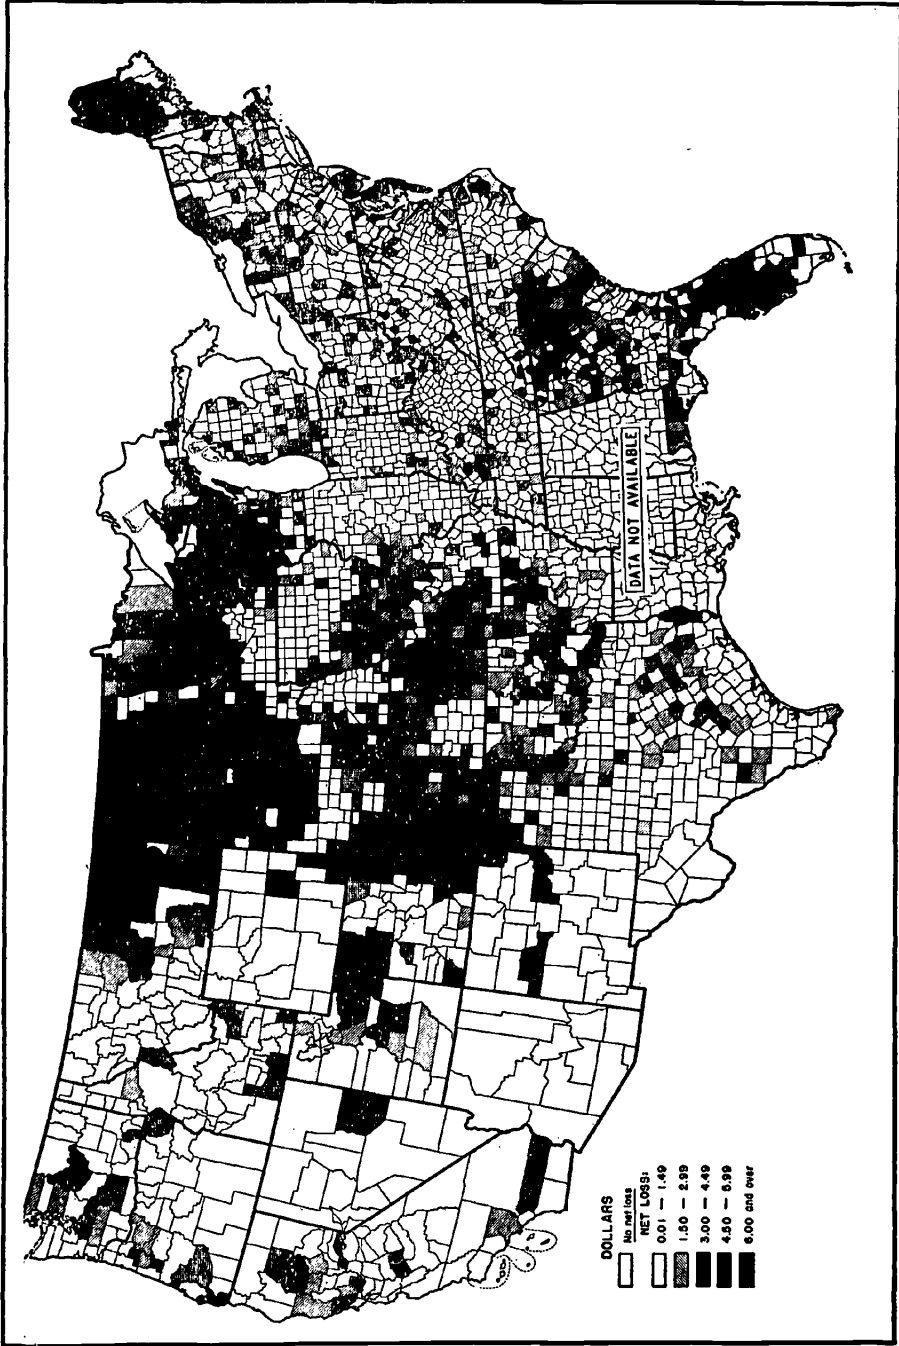 DATA NOT AVAILABLE
DOLLARS
No net loss
NET LOSS:
0.01 – 1.49
1.50 – 2.99
3.00 – 4.49
4.50 – 5.99
6.00 and over